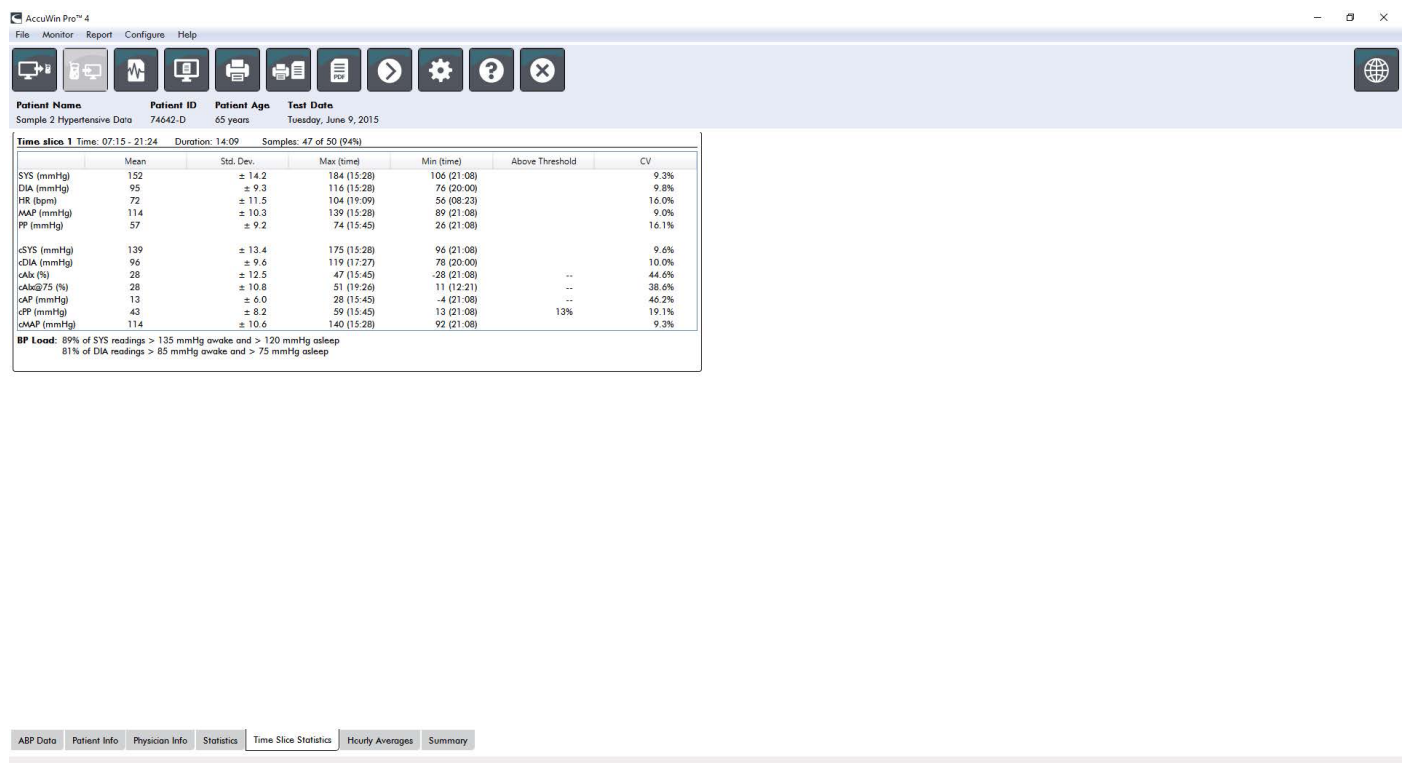 AccuWin Pro™ 4
File Monitor Report Configure Help
PDF
Patient Name Patient ID Patient Age Test Date
Sample 2 Hypertensive Data 74642-D 65 years Tuesday, June 9, 2015
Time slice 1 Time: 07:15 - 21:24 Duration: 14:09 Samples: 47 of 50 (94%)
Mean Std. Dev. Max (time) Min (time) Above Threshold CV
SYS (mmHg) 152 ± 14.2 184 (15:28) 106 (21:08) 9.3%
DIA (mmHg) 95 ± 9.3 116 (15:28) 76 (20:00) 9.8%
HR (bpm) 72 ± 11.5 104 (19:09) 56 (08:23) 16.0%
MAP (mmHg) 114 ± 10.3 139 (15:28) 89 (21:08) 9.0%
PP (mmHg) 57 ± 9.2 74 (15:45) 26 (21:08) 16.1%
cSYS (mmHg) 139 ± 13.4 175 (15:28) 96 (21:08) 9.6%
cDIA (mmHg) 96 ± 9.6 119 (17:27) 78 (20:00) 10.0%
cAIx (%) 28 ± 12.5 47 (15:45) -28 (21:08) -- 44.6%
cAIx@75 (%) 28 ± 10.8 51 (19:26) 11 (12:21) -- 38.6%
cAP (mmHg) 13 ± 6.0 28 (15:45) -4 (21:08) -- 46.2%
cPP (mmHg) 43 ± 8.2 59 (15:45) 13 (21:08) 13% 19.1%
cMAP (mmHg) 114 ± 10.6 140 (15:28) 92 (21:08) 9.3%
BP Load: 89% of SYS readings > 135 mmHg awake and > 120 mmHg asleep
81% of DIA readings > 85 mmHg awake and > 75 mmHg asleep
ABP Data Patient Info Physician Info Statistics Time Slice Statistics Hourly Averages Summary